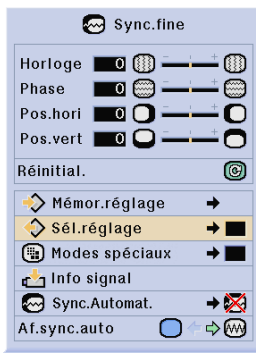 Sync.fine
Horloge 0
Phase 0
Pos.hori 0
Pos.vert 0
Réinitial.
Mémor.réglage
Sél.réglage
Modes spéciaux
Info signal
Sync.Automat.
Af.sync.auto